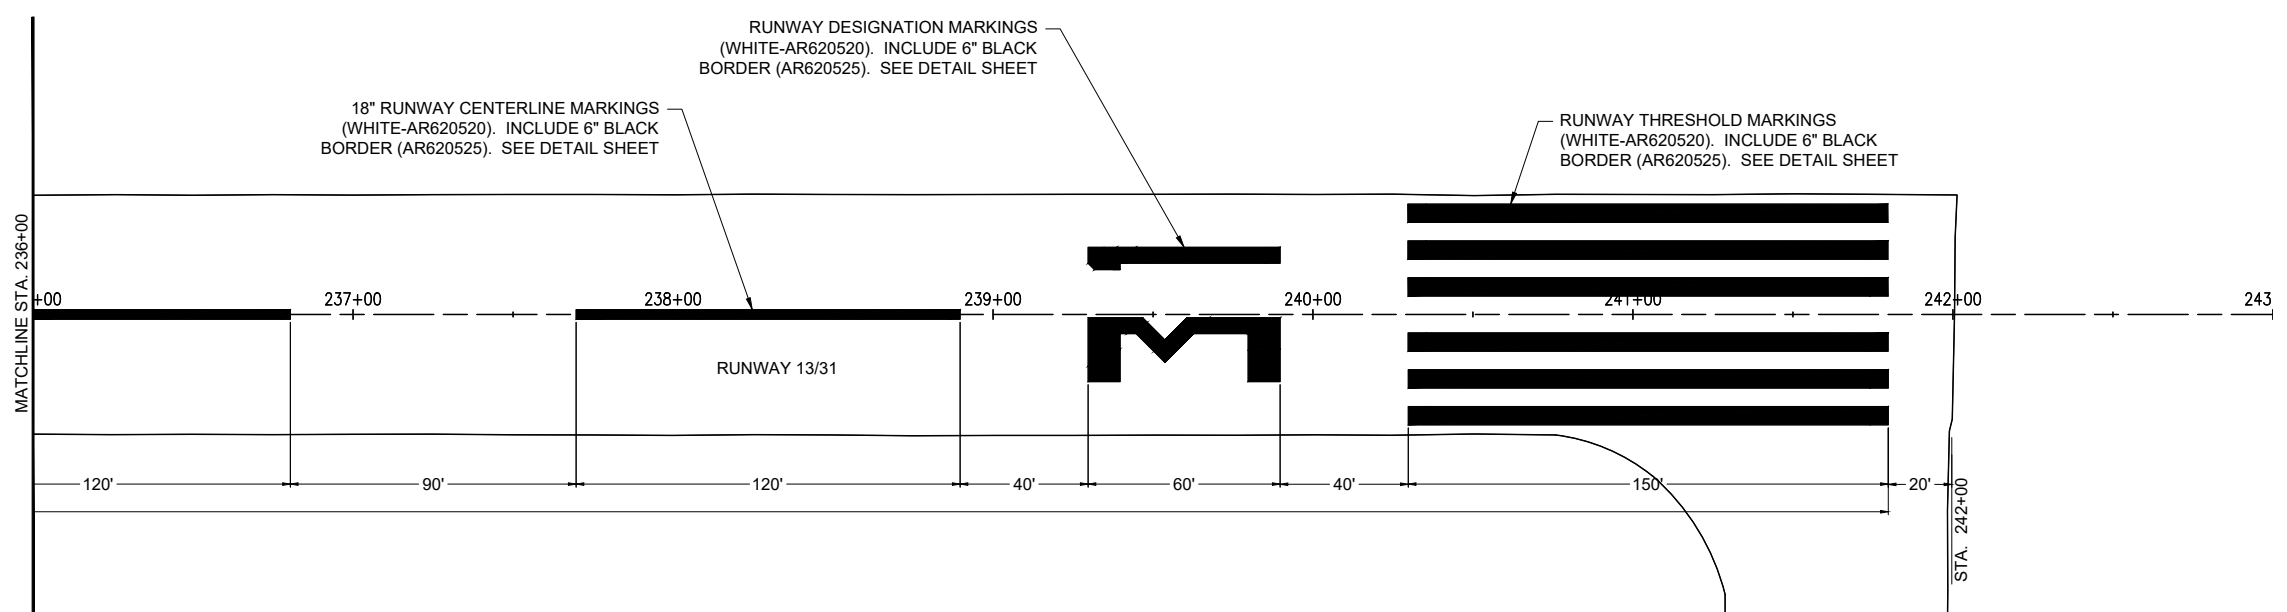 RUNWAY DESIGNATION MARKINGS
(WHITE-AR620520).  INCLUDE 6" BLACK
BORDER (AR620525).  SEE DETAIL SHEET
18" RUNWAY CENTERLINE MARKINGS
(WHITE-AR620520).  INCLUDE 6" BLACK
BORDER (AR620525).  SEE DETAIL SHEET
RUNWAY THRESHOLD MARKINGS
(WHITE-AR620520).  INCLUDE 6" BLACK
BORDER (AR620525).  SEE DETAIL SHEET
MATCHLINE STA. 236+00
+00
237+00
238+00
239+00
240+00
241+00
242+00
243
31
RUNWAY 13/31
120'
90'
120'
40'
60'
40'
150'
20'
STA.  242+00